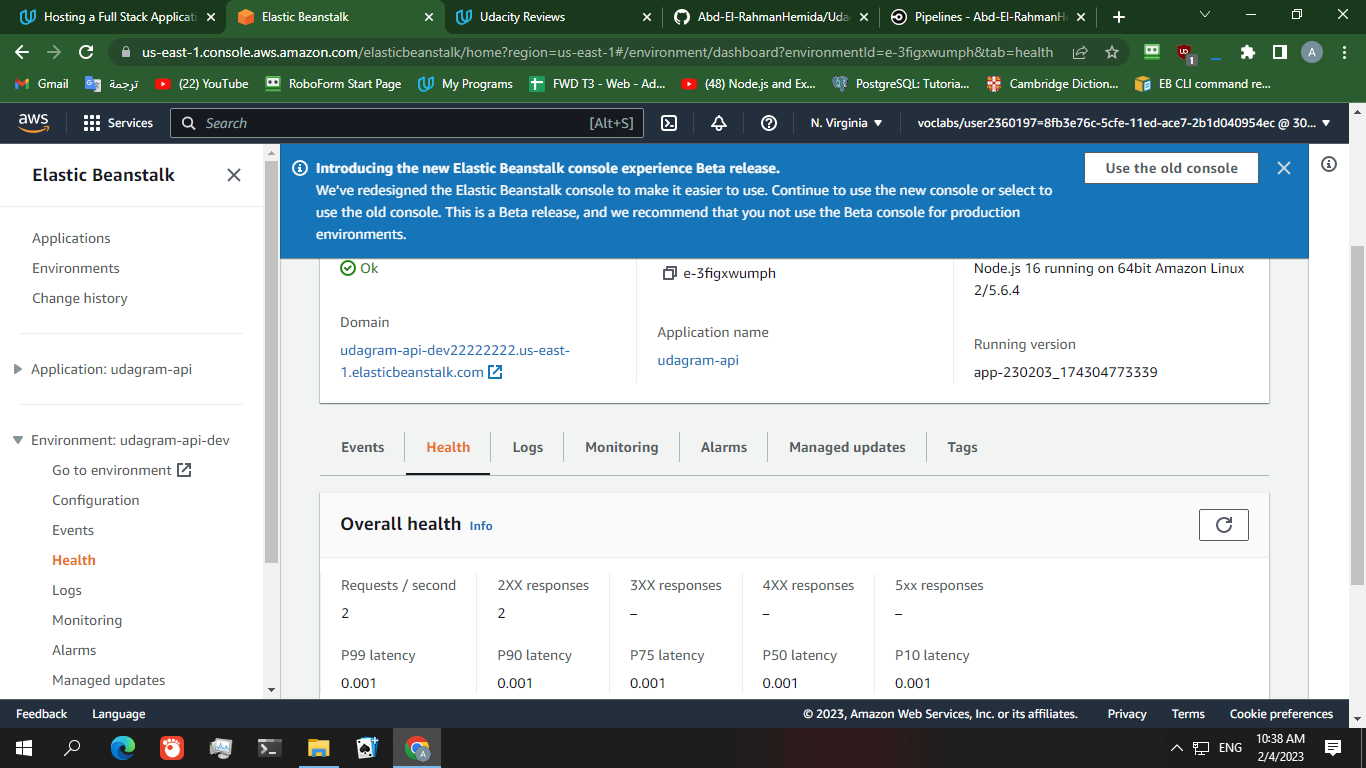 Hosting a Full Stack Applicati
Elastic Beanstalk
Udacity Reviews
Abd-El-RahmanHemida/Uda
Pipelines - Abd-El-RahmanH
us-east-1.console.aws.amazon.com/elasticbeanstalk/home?region=us-east-1#/environment/dashboard?environmentId=e-3figxwumph&tab=health
UD
1
A
Gmail
ترجمة
(22) YouTube
RoboForm Start Page
My Programs
FWD T3 - Web - Ad...
(48) Node.js and Ex...
PostgreSQL: Tutoria...
Cambridge Diction...
EB CLI command re...
aws
Services
Search
[Alt+S]
N. Virginia
voclabs/user2360197=8fb3e76c-5cfe-11ed-ace7-2b1d040954ec @ 30...
Elastic Beanstalk
Applications
Environments
Change history
Application: udagram-api
Environment: udagram-api-dev
Go to environment
Configuration
Events
Health
Logs
Monitoring
Alarms
Managed updates
Introducing the new Elastic Beanstalk console experience Beta release.
We've redesigned the Elastic Beanstalk console to make it easier to use. Continue to use the new console or select to
use the old console. This is a Beta release, and we recommend that you not use the Beta console for production
environments.
Use the old console
Ok
Domain
udagram-api-dev22222222.us-east-
1.elasticbeanstalk.com
e-3figxwumph
Application name
udagram-api
Node.js 16 running on 64bit Amazon Linux
2/5.6.4
Running version
app-230203_174304773339
Events
Health
Logs
Monitoring
Alarms
Managed updates
Tags
Overall health
Info
Requests / second
2
2XX responses
2
3XX responses
–
4XX responses
–
5xx responses
–
P99 latency
0.001
P90 latency
0.001
P75 latency
0.001
P50 latency
0.001
P10 latency
0.001
Feedback
Language
© 2023, Amazon Web Services, Inc. or its affiliates.
Privacy
Terms
Cookie preferences
A
ENG
10:38 AM
2/4/2023